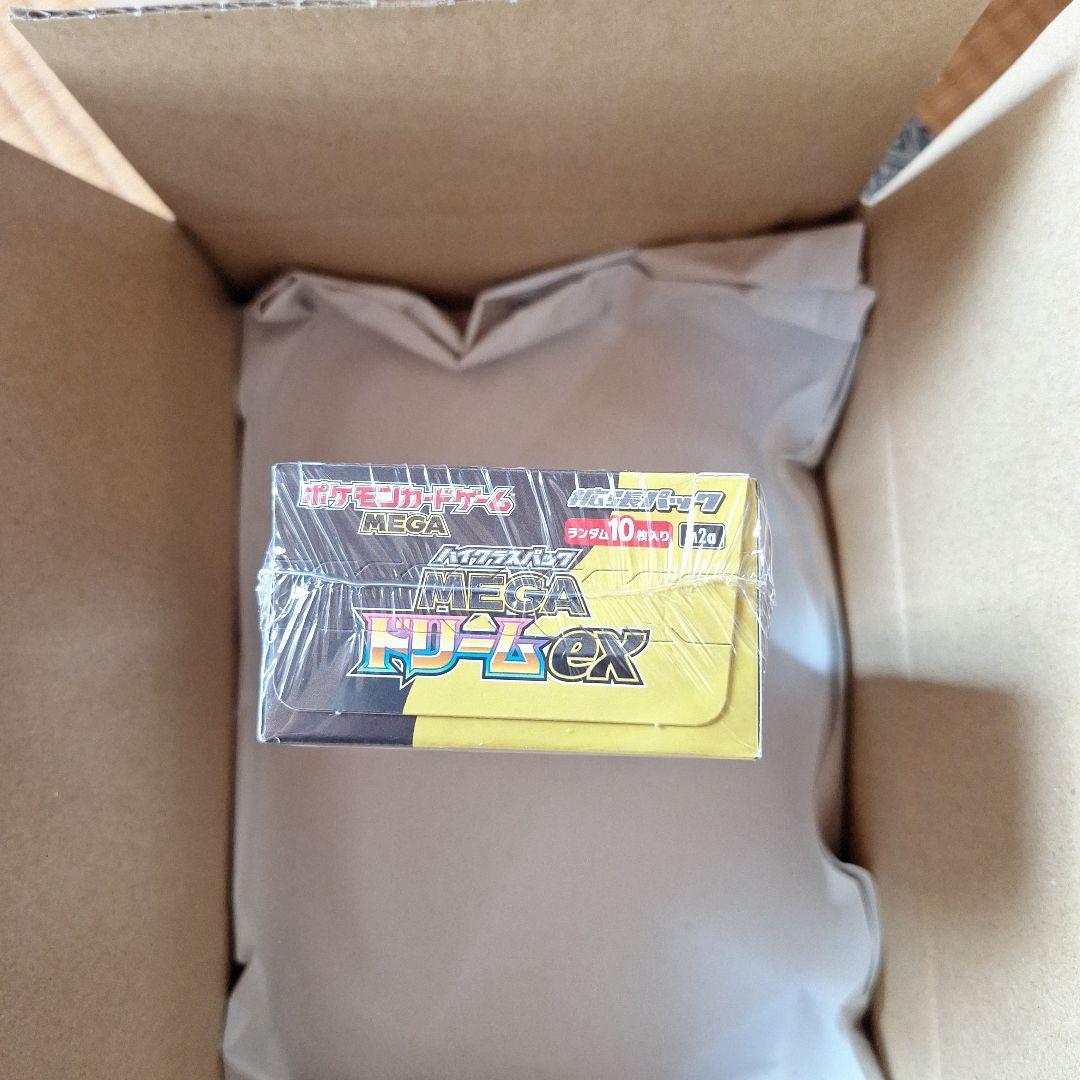 ポケモンカードゲーム
MEGA
拡張パック
ランダム10枚入り
m2a
ハイクラスパック
MEGA
ドリームex